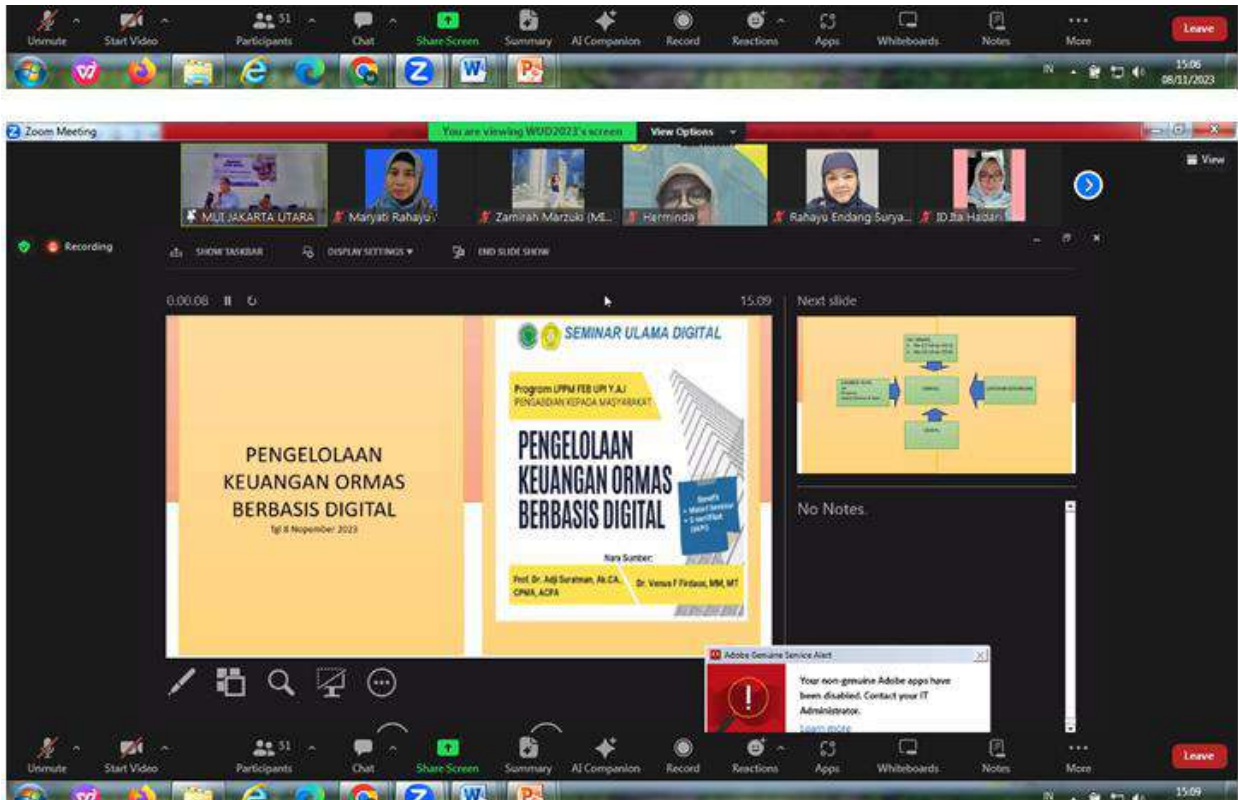 Unmute
Start Video
51
Participants
Chat
Share Screen
Summary
AI Companion
Record
Reactions
Apps
Whiteboards
Notes
More
Leave
IN
15:06
08/11/2023
Zoom Meeting
You are viewing WUD2023's screen
View Options
View
MUI JAKARTA UTARA
Maryati Rahayu
Zamirah Marzuki (MI...
Herminda
Rahayu Endang Surya...
Recording
SHOW TASKBAR
DISPLAY SETTINGS
END SLIDE SHOW
0:00:08
15.09
Next slide
PENGELOLAAN
KEUANGAN ORMAS
BERBASIS DIGITAL
Tgl 8 Nopember 2023
SEMINAR ULAMA DIGITAL
Program LPPM FEB UPI Y.A.I
PENGABDIAN KEPADA MASYARAKAT
PENGELOLAAN
KEUANGAN ORMAS
BERBASIS DIGITAL
Benefit
Nara Sumber:
Prof. Dr. Adji Suratman, Ak.CA.
CPMA, ACPA
Dr. Venus F Firdaus, MM, MT
No Notes.
Adobe Genuine Service Alert
Your non-genuine Adobe apps have
been disabled. Contact your IT
Administrator.
Learn more
Unmute
Start Video
51
Participants
Chat
Share Screen
Summary
AI Companion
Record
Reactions
Apps
Whiteboards
Notes
More
Leave
IN
15:09